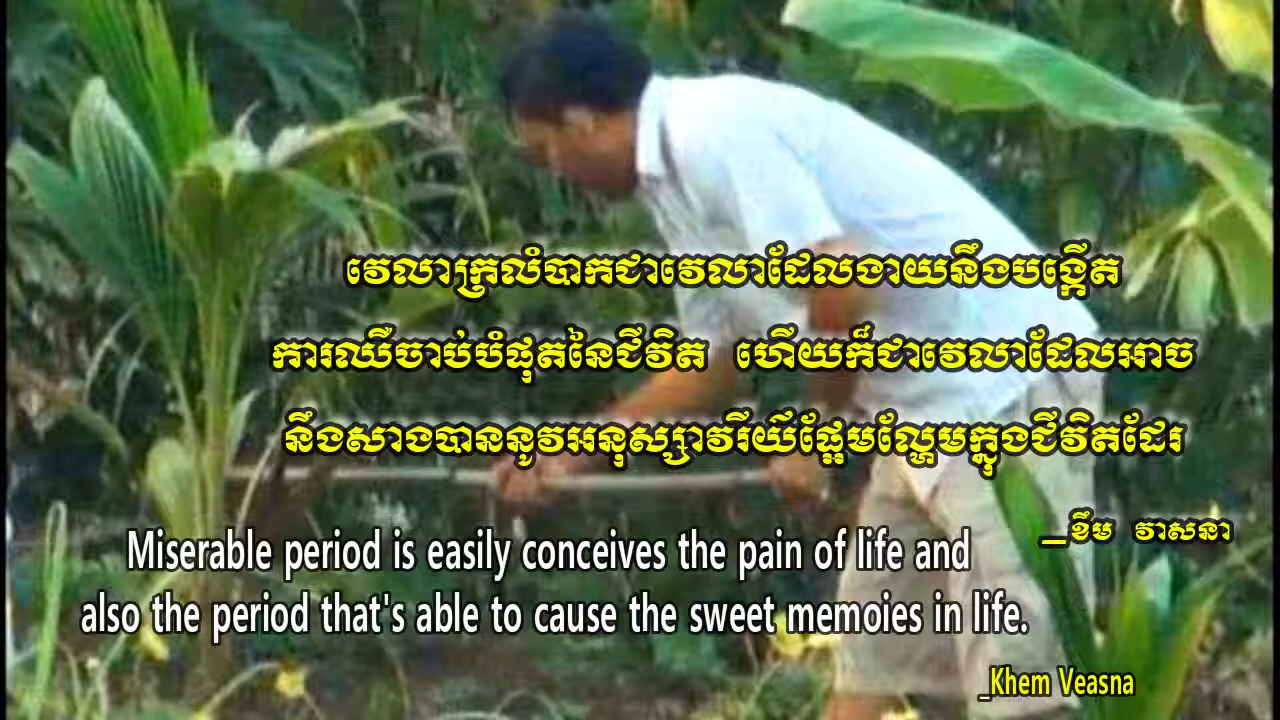 វេលាក្រលំបាកជាវេលាដែលងាយនឹងបង្កើត
ការឈឺចាប់បំផុតនៃជីវិត ហើយក៏ជាវេលាដែលអាច
នឹងសាងបាននូវអនុស្សាវរីយ៍ផ្អែមល្ហែមក្នុងជីវិតដែរ
_ខឹម វាសនា
Miserable period is easily conceives the pain of life and
also the period that's able to cause the sweet memoies in life.
_Khem Veasna